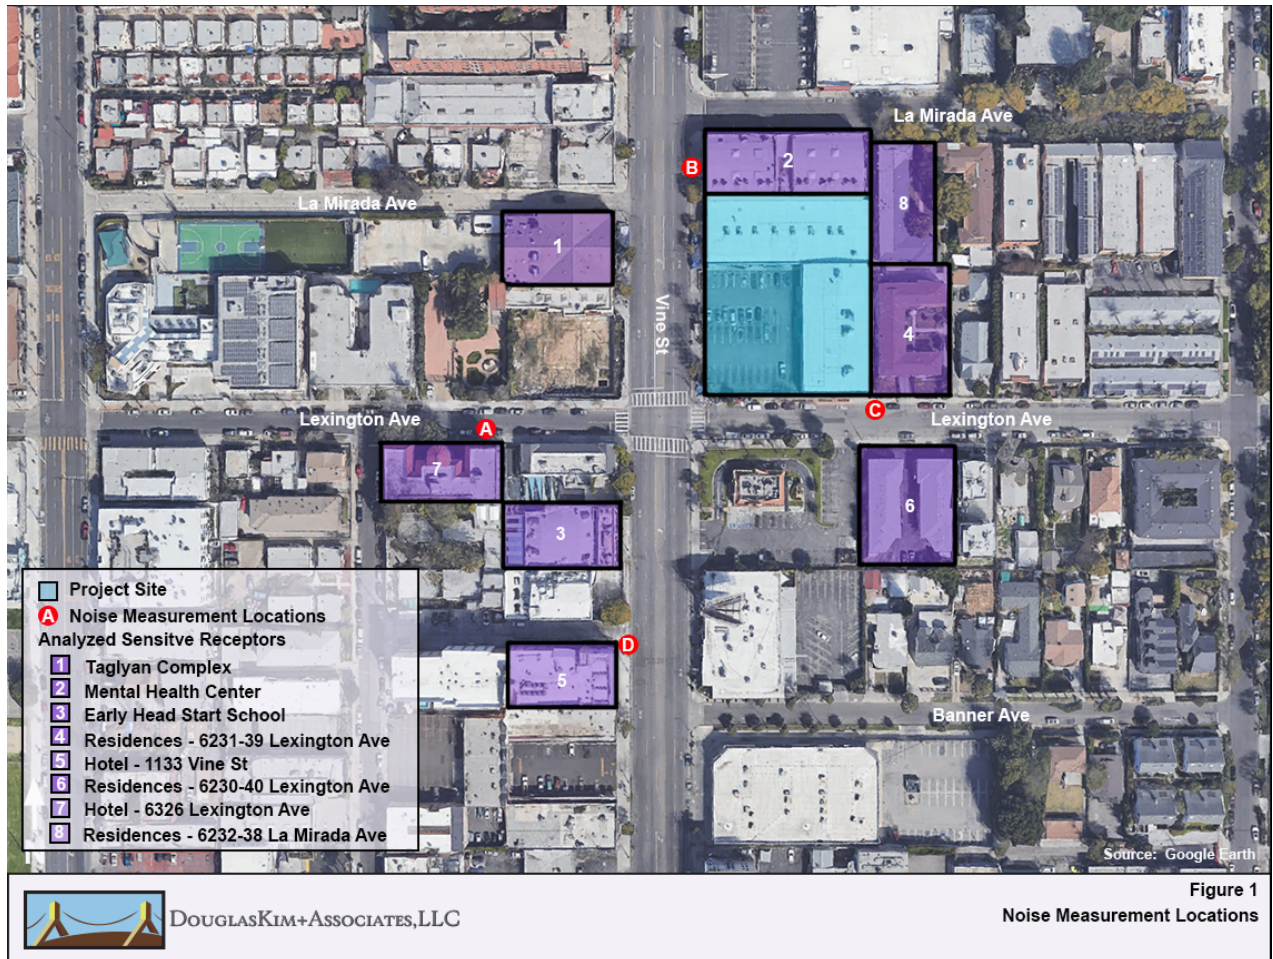 La Mirada Ave
B
2
8
La Mirada Ave
1
Vine St
4
C
Lexington Ave
A
Lexington Ave
7
6
3
D
5
Banner Ave
Project Site
A Noise Measurement Locations
Analyzed Sensitve Receptors
1 Taglyan Complex
2 Mental Health Center
3 Early Head Start School
4 Residences - 6231-39 Lexington Ave
5 Hotel - 1133 Vine St
6 Residences - 6230-40 Lexington Ave
7 Hotel - 6326 Lexington Ave
8 Residences - 6232-38 La Mirada Ave
Source: Google Earth
DOUGLASKIM+ASSOCIATES,LLC
Figure 1
Noise Measurement Locations